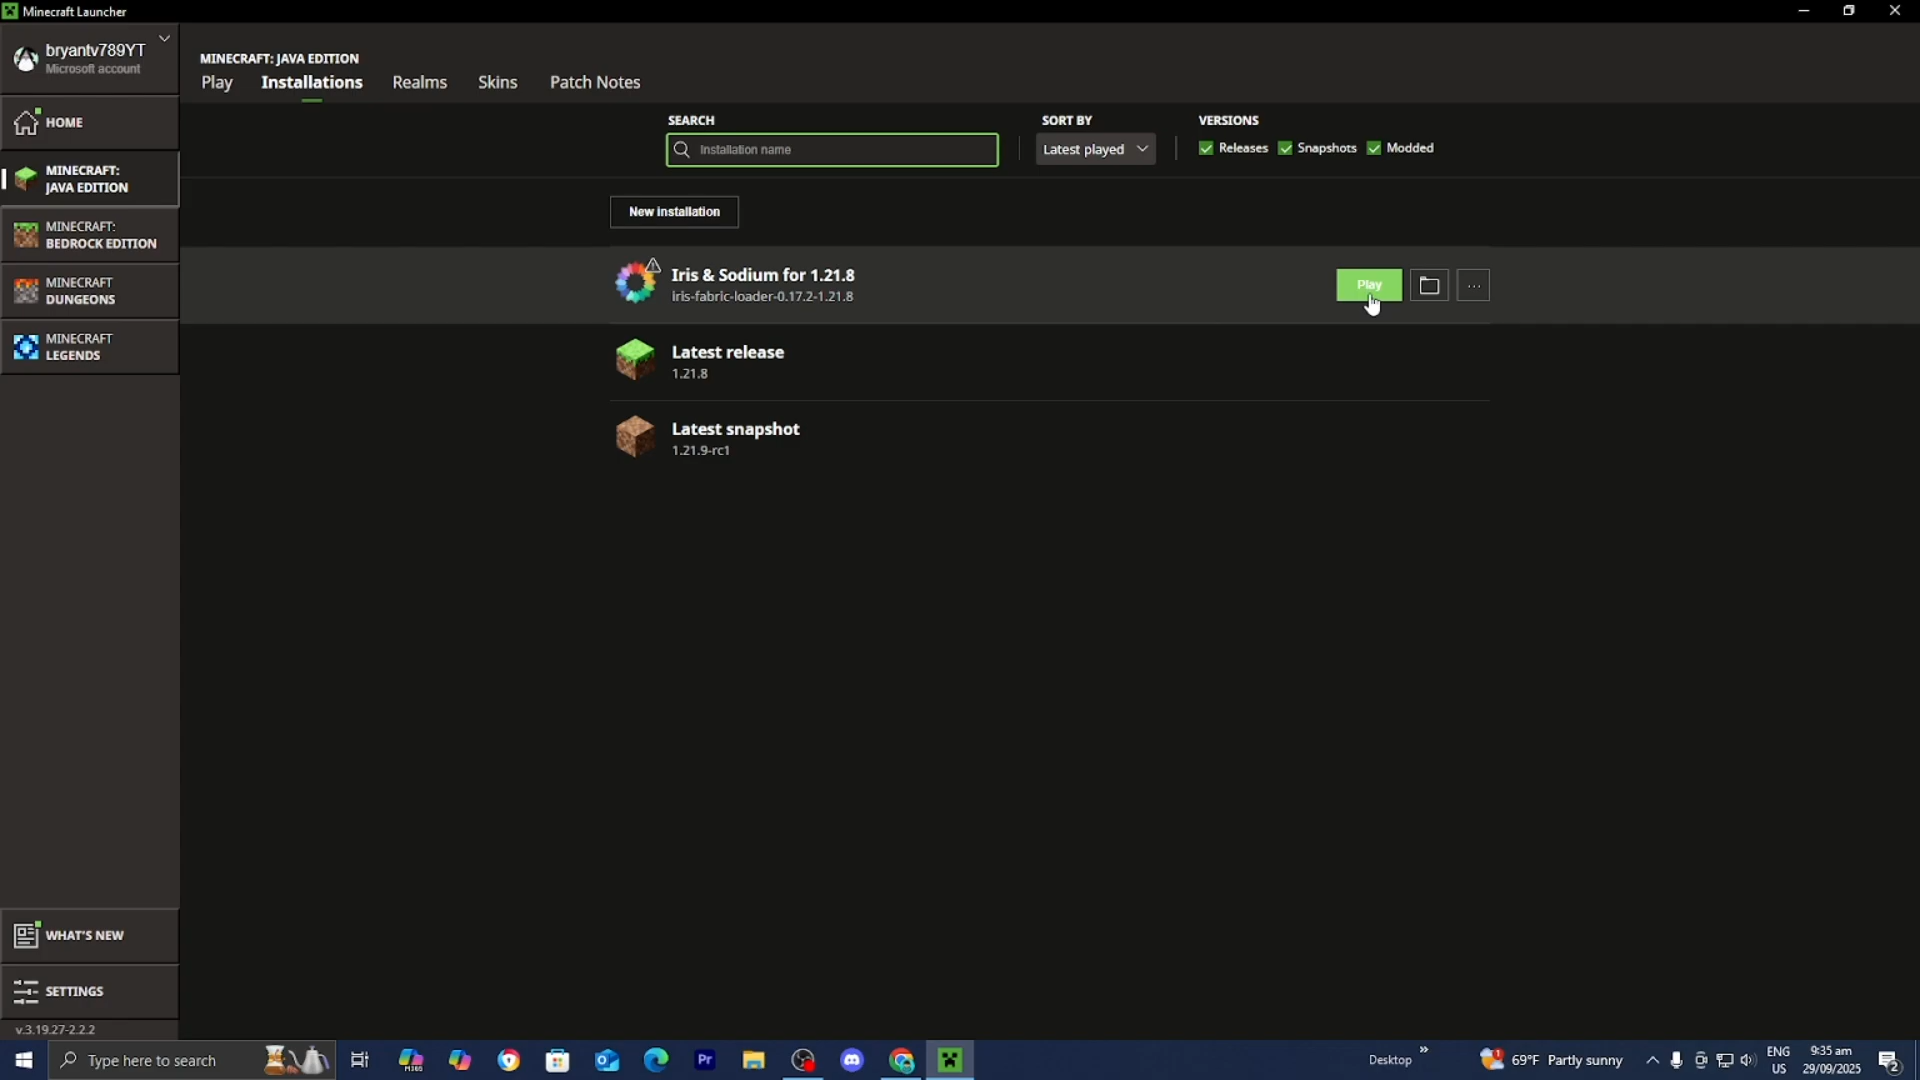 Minecraft Launcher
bryantv789YT
Microsoft account
HOME
MINECRAFT:
JAVA EDITION
MINECRAFT:
BEDROCK EDITION
MINECRAFT
DUNGEONS
MINECRAFT
LEGENDS
WHAT'S NEW
SETTINGS
v.3.19.27-2.2.2
MINECRAFT: JAVA EDITION
Play Installations Realms Skins Patch Notes
SEARCH SORT BY VERSIONS
Installation name Latest played Releases Snapshots Modded
New installation
Iris & Sodium for 1.21.8
iris-fabric-loader-0.17.2-1.21.8
Play ...
Latest release
1.21.8
Latest snapshot
1.21.9-rc1
Type here to search M365 Pr Desktop » 69°F Partly sunny
ENG
US
9:35 am
29/09/2025
2